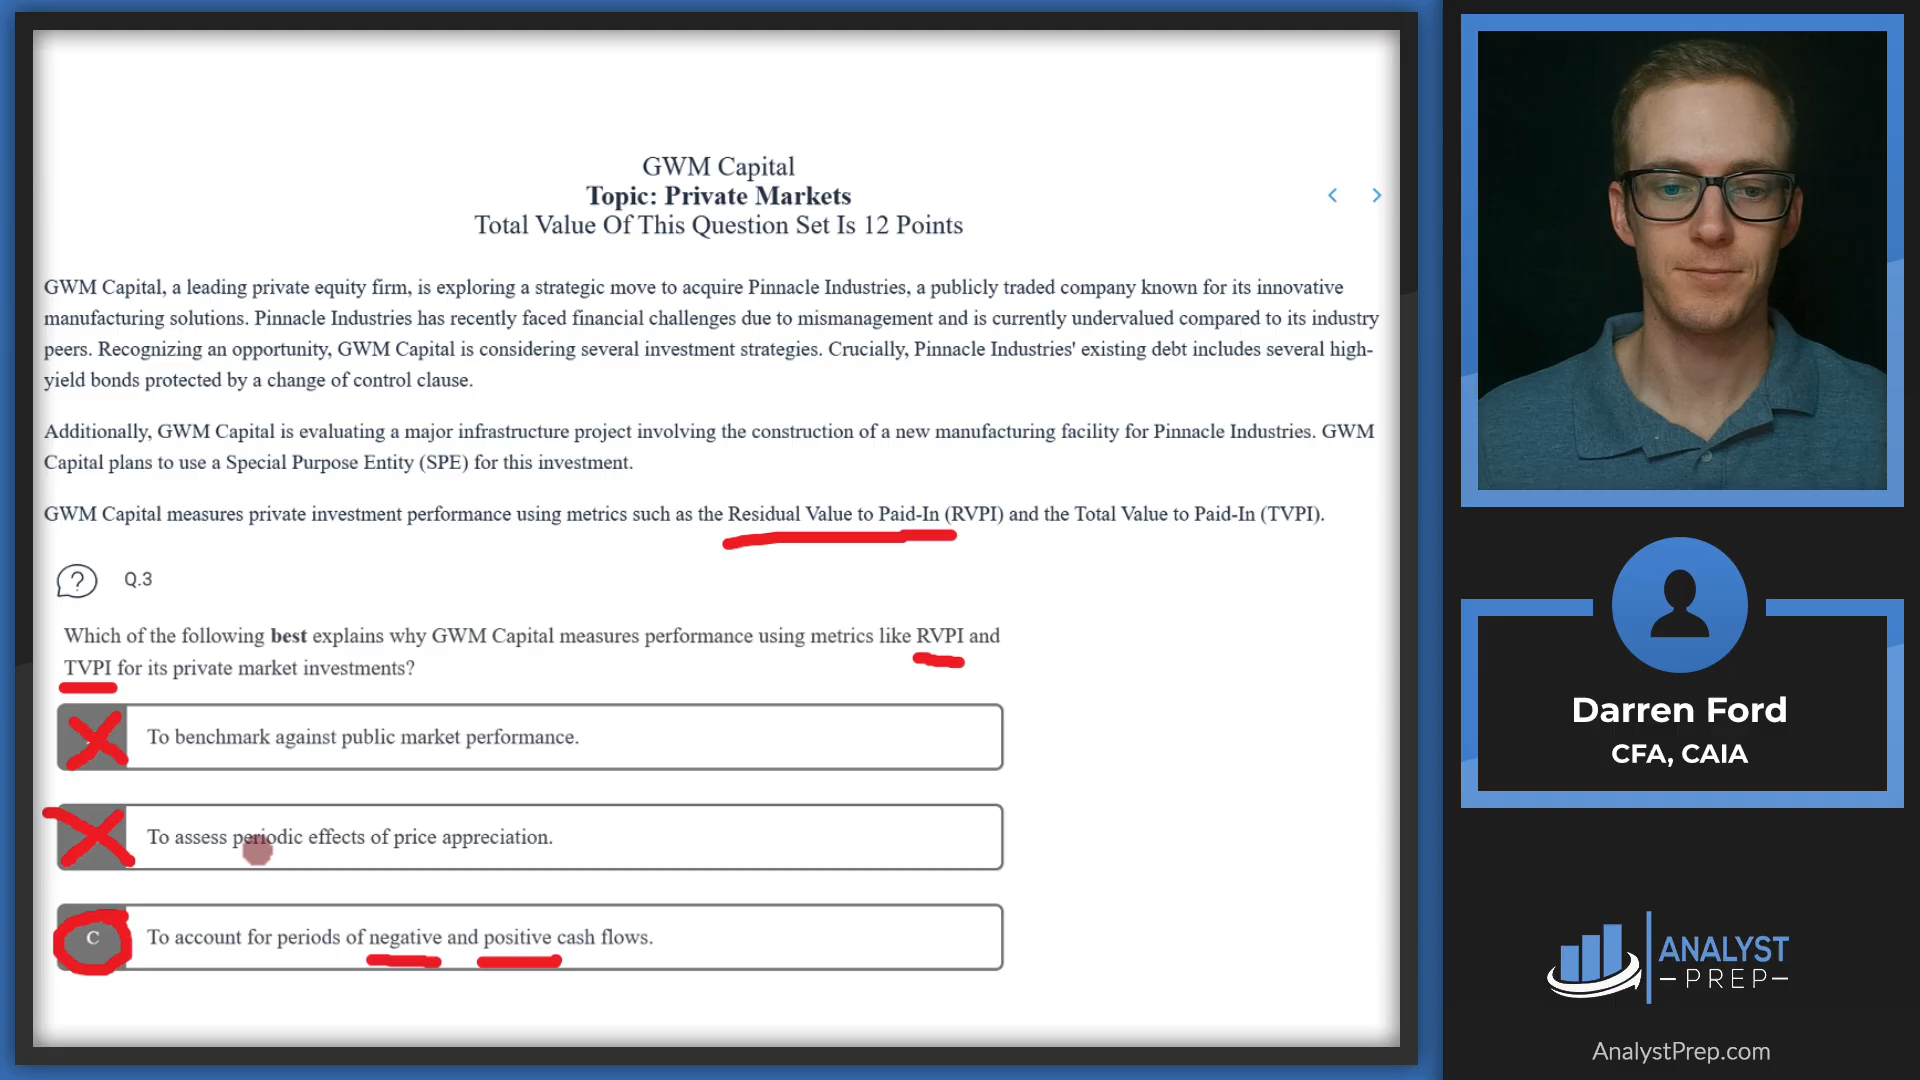 GWM Capital
Topic: Private Markets
Total Value Of This Question Set Is 12 Points
GWM Capital, a leading private equity firm, is exploring a strategic move to acquire Pinnacle Industries, a publicly traded company known for its innovative
manufacturing solutions. Pinnacle Industries has recently faced financial challenges due to mismanagement and is currently undervalued compared to its industry
peers. Recognizing an opportunity, GWM Capital is considering several investment strategies. Crucially, Pinnacle Industries' existing debt includes several high-
yield bonds protected by a change of control clause.
Additionally, GWM Capital is evaluating a major infrastructure project involving the construction of a new manufacturing facility for Pinnacle Industries. GWM
Capital plans to use a Special Purpose Entity (SPE) for this investment.
GWM Capital measures private investment performance using metrics such as the Residual Value to Paid-In (RVPI) and the Total Value to Paid-In (TVPI).
? Q.3
Which of the following best explains why GWM Capital measures performance using metrics like RVPI and
TVPI for its private market investments?
To benchmark against public market performance.
To assess periodic effects of price appreciation.
C To account for periods of negative and positive cash flows.
Darren Ford
CFA, CAIA
ANALYST
PREP
AnalystPrep.com